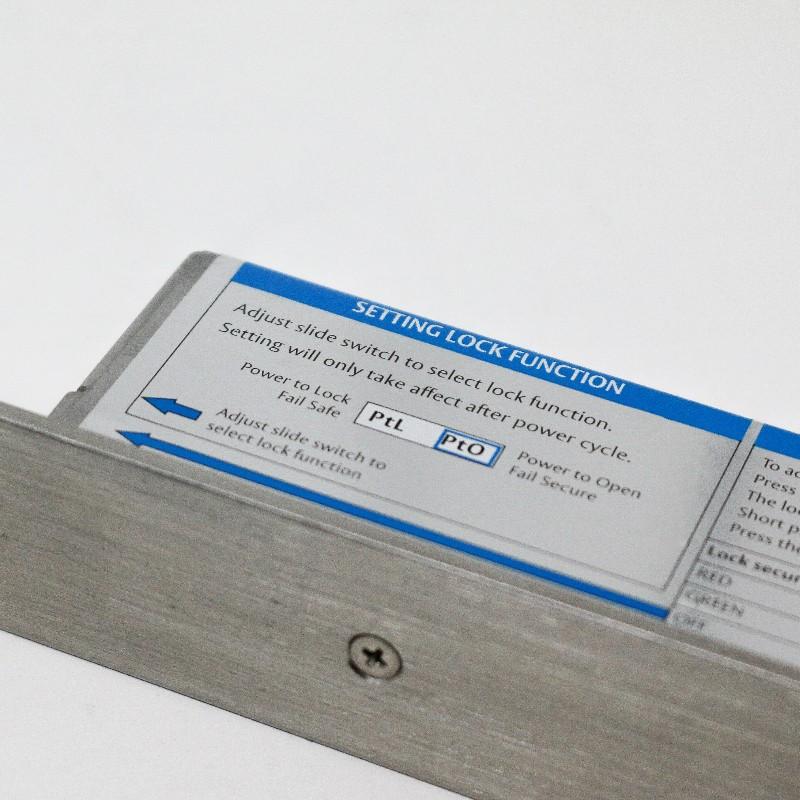 SETTING LOCK FUNCTION
Adjust slide switch to select lock function.
Setting will only take affect after power cycle.
Power to Lock
Fail Safe
PtL
PtO
Power to Open
Fail Secure
Adjust slide switch to
select lock function
To ac
Press
The lo
Short p
Press the
Lock secur
RED
GREEN
OFF